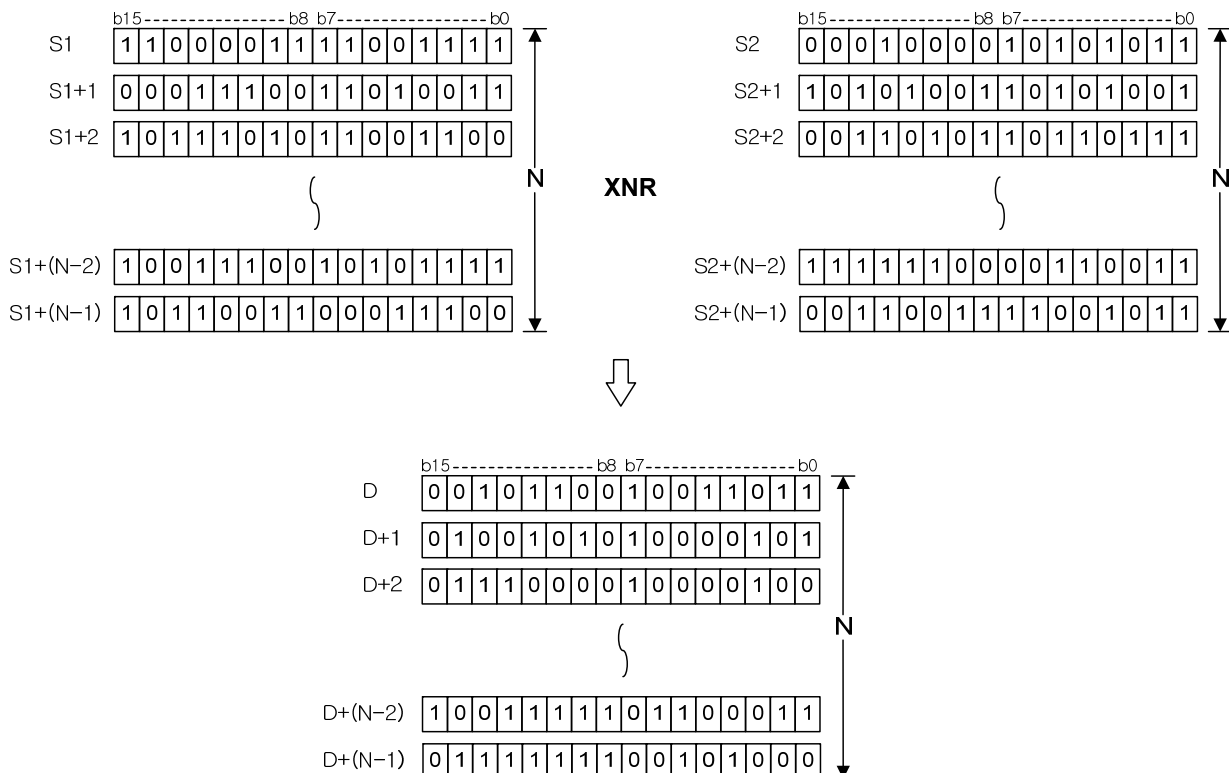 b15 b8 b7 b0
S1 1 1 0 0 0 0 1 1 1 1 0 0 1 1 1 1
S1+1 0 0 0 1 1 1 0 0 1 1 0 1 0 0 1 1
S1+2 1 0 1 1 1 0 1 0 1 1 0 0 1 1 0 0
S1+(N-2) 1 0 0 1 1 1 0 0 1 0 1 0 1 1 1 1
S1+(N-1) 1 0 1 1 0 0 1 1 0 0 0 1 1 1 0 0
N
XNR
b15 b8 b7 b0
S2 0 0 0 1 0 0 0 0 1 0 1 0 1 0 1 1
S2+1 1 0 1 0 1 0 0 1 1 0 1 0 1 0 0 1
S2+2 0 0 1 1 0 1 0 1 1 0 1 1 0 1 1 1
S2+(N-2) 1 1 1 1 1 1 0 0 0 0 1 1 0 0 1 1
S2+(N-1) 0 0 1 1 0 0 1 1 1 1 0 0 1 0 1 1
N
b15 b8 b7 b0
D 0 0 1 0 1 1 0 0 1 0 0 1 1 0 1 1
D+1 0 1 0 0 1 0 1 0 1 0 0 0 0 1 0 1
D+2 0 1 1 1 0 0 0 0 1 0 0 0 0 1 0 0
D+(N-2) 1 0 0 1 1 1 1 1 0 1 1 0 0 0 1 1
D+(N-1) 0 1 1 1 1 1 1 1 0 0 1 0 1 0 0 0
N